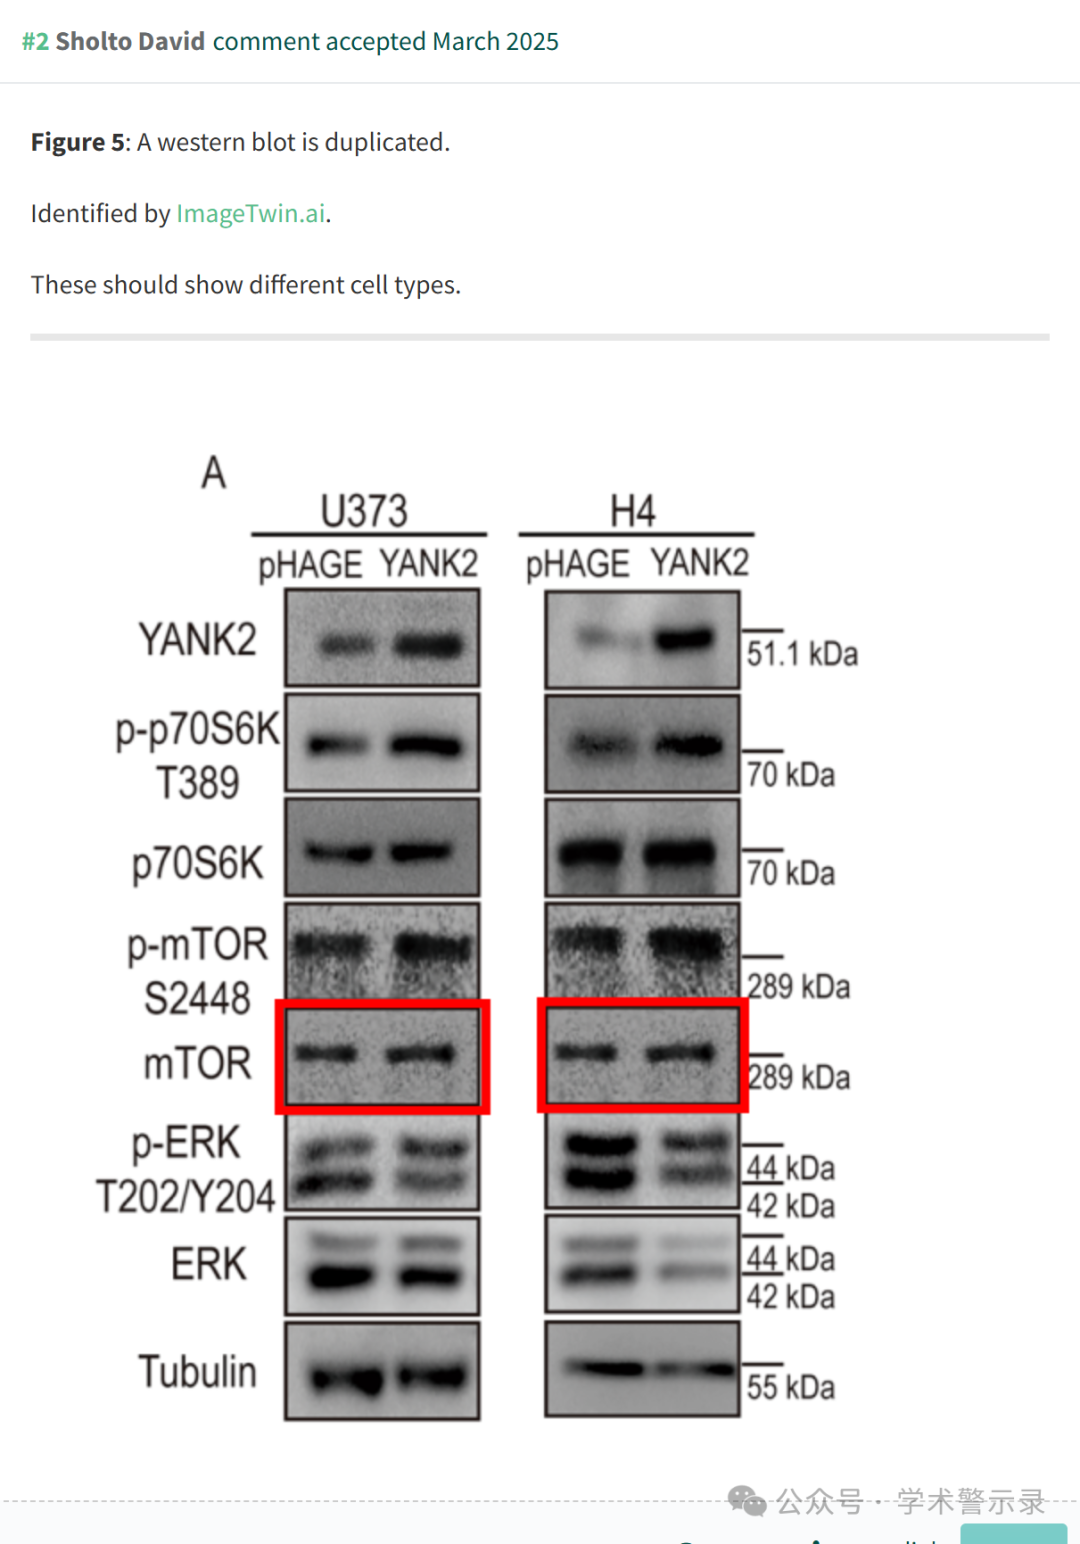 #2 Sholto David comment accepted March 2025
Figure 5: A western blot is duplicated.
Identified by ImageTwin.ai.
These should show different cell types.
A
U373 H4
pHAGE YANK2 pHAGE YANK2
YANK2 51.1 kDa
p-p70S6K
T389 70 kDa
p70S6K 70 kDa
p-mTOR
S2448 289 kDa
mTOR 289 kDa
p-ERK 44 kDa
T202/Y204 42 kDa
ERK 44 kDa
42 kDa
Tubulin 55 kDa
公众号 · 学术警示录